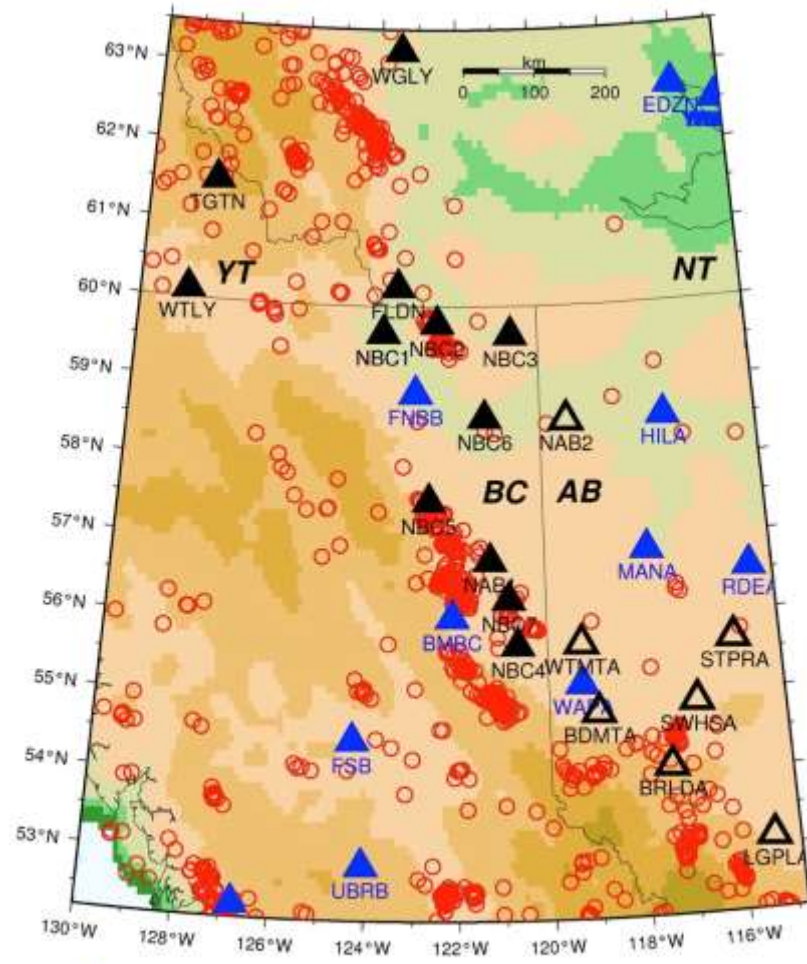 63°N
WGLY
km
0 100 200
EDZN
62°N
TGTN
61°N
YT
NT
60°N
WTLY
FLDN
NBC1
NBC2
NBC3
59°N
FNBB
NBC6
NAB2
HILA
58°N
BC
AB
57°N
NBC5
MANA
RDEA
NAB1
56°N
NBC7
BMBC
NBC4
WTMTA
STPRA
55°N
WAPA
SWHSA
BDMTA
54°N
FSB
BRLDA
53°N
LGPLA
UBRB
130°W
128°W
126°W
124°W
122°W
120°W
118°W
116°W